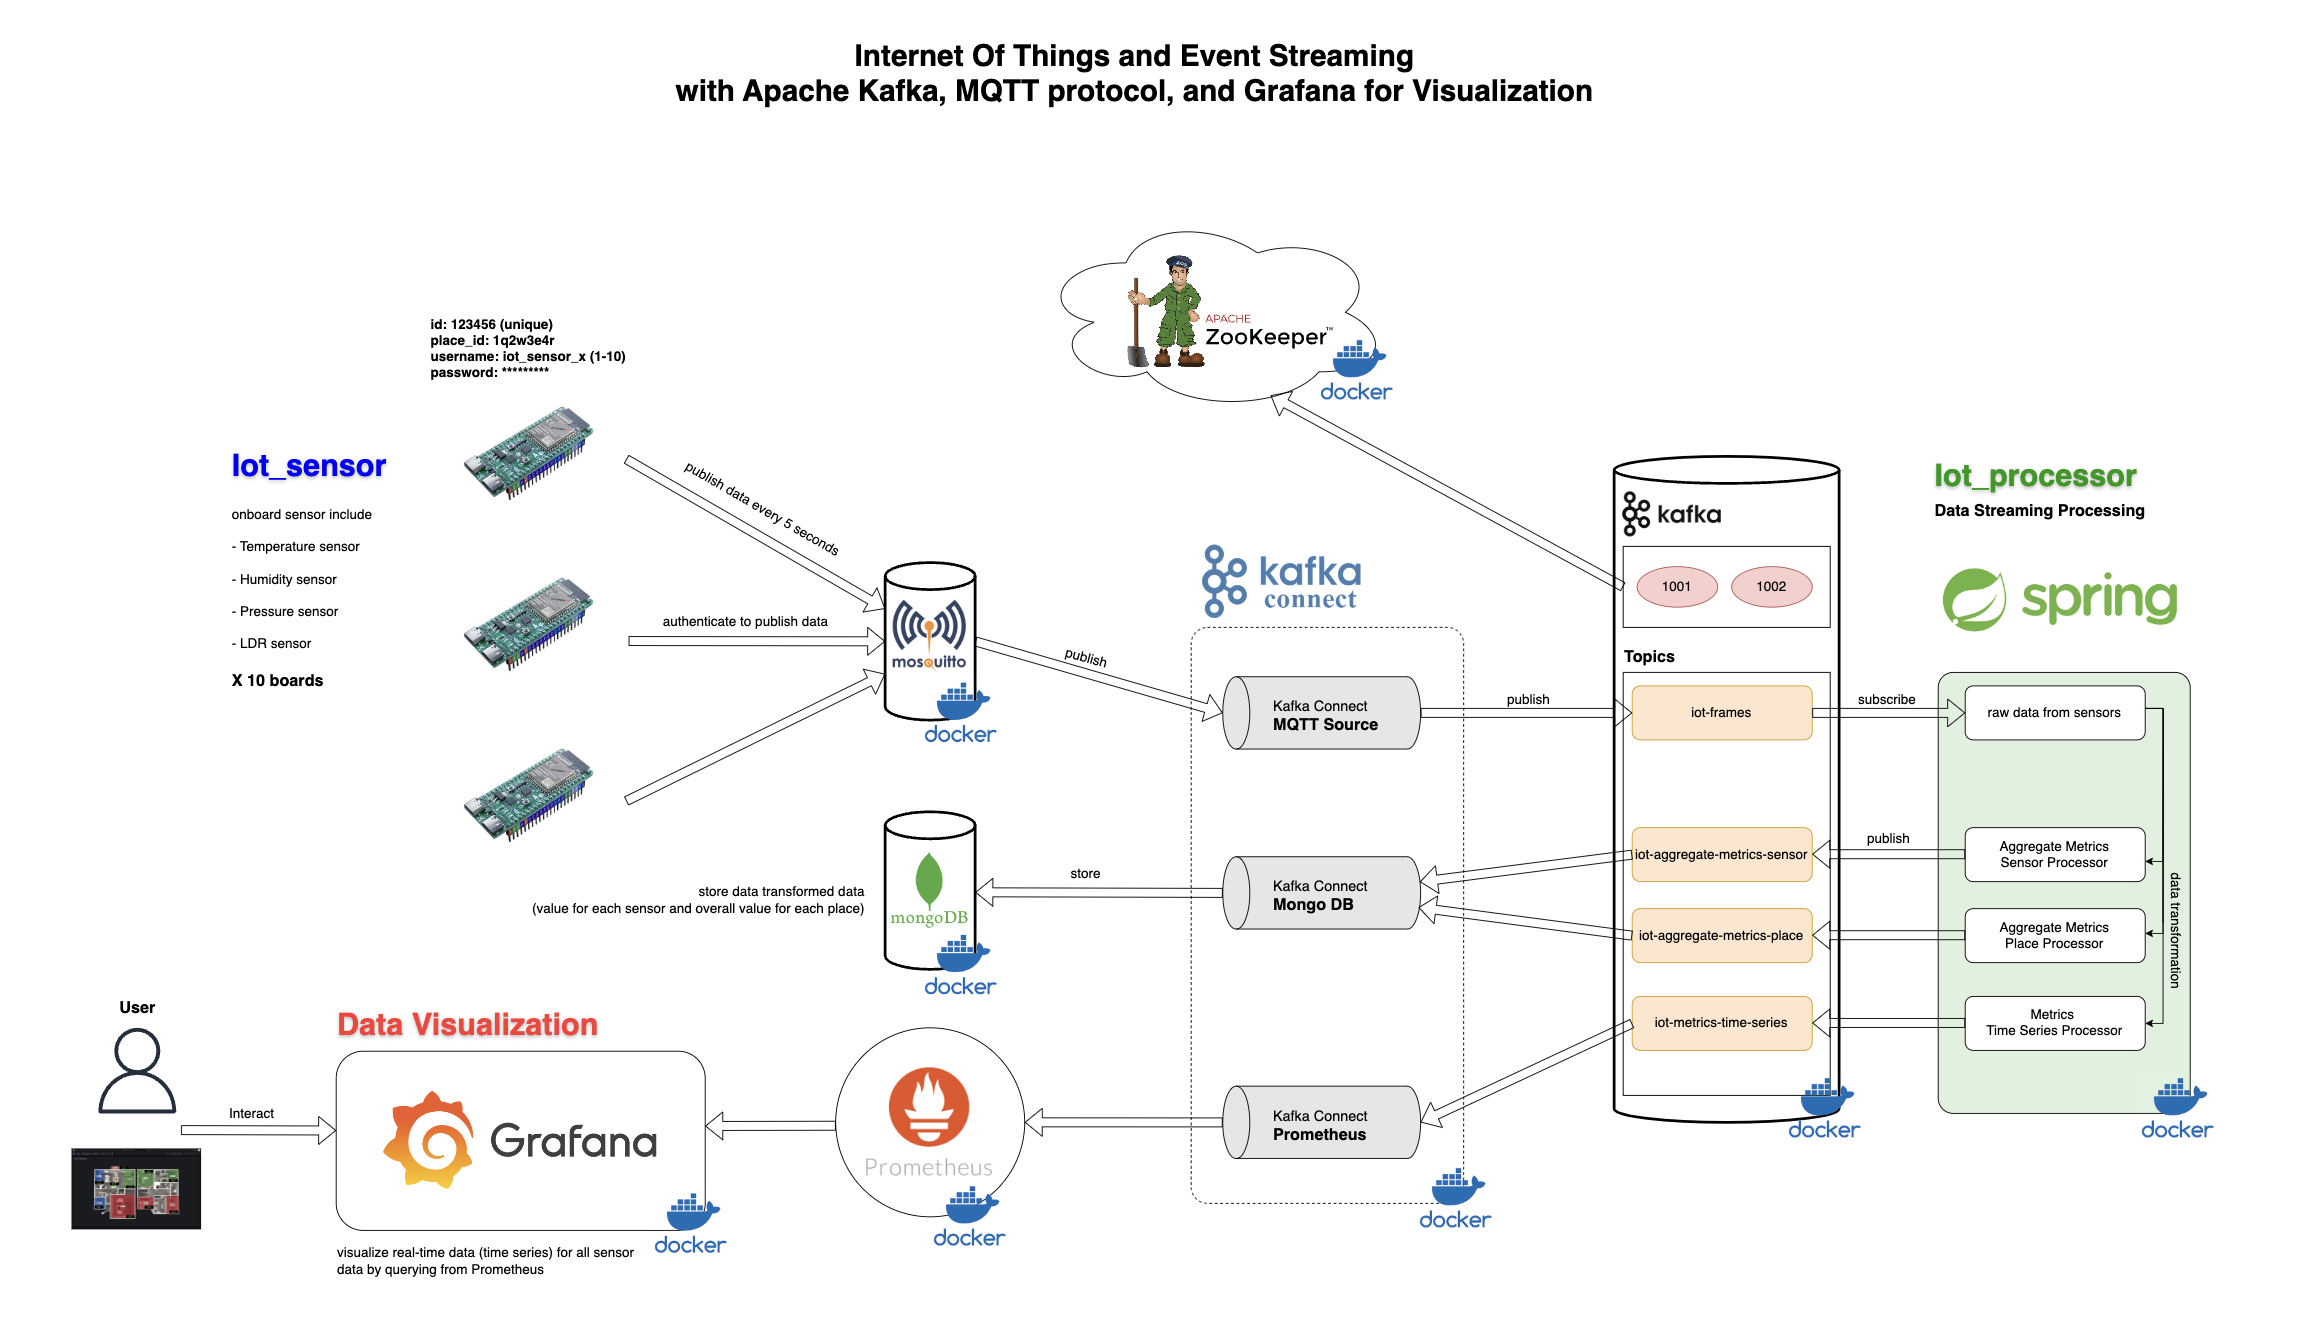 Internet Of Things and Event Streaming
with Apache Kafka, MQTT protocol, and Grafana for Visualization
APACHE
ZooKeeper™
docker
id: 123456 (unique)
place_id: 1q2w3e4r
username: iot_sensor_x (1-10)
password: *********
Iot_sensor
onboard sensor include
- Temperature sensor
- Humidity sensor
- Pressure sensor
- LDR sensor
X 10 boards
publish data every 5 seconds
authenticate to publish data
mosquitto
docker
publish
kafka
connect
Kafka Connect
MQTT Source
publish
kafka
1001
1002
Topics
iot-frames
subscribe
Iot_processor
Data Streaming Processing
spring
raw data from sensors
iot-aggregate-metrics-sensor
publish
Aggregate Metrics
Sensor Processor
iot-aggregate-metrics-place
Aggregate Metrics
Place Processor
data transformation
iot-metrics-time-series
Metrics
Time Series Processor
docker
docker
Kafka Connect
Mongo DB
store
store data transformed data
(value for each sensor and overall value for each place)
mongoDB
docker
Kafka Connect
Prometheus
docker
Prometheus
docker
User
Interact
Data Visualization
Grafana
docker
visualize real-time data (time series) for all sensor
data by querying from Prometheus